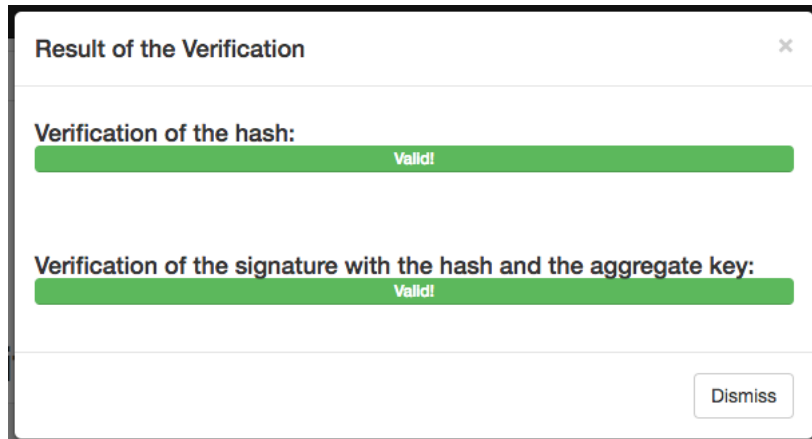 Result of the Verification
×
Verification of the hash:
Valid!
Verification of the signature with the hash and the aggregate key:
Valid!
Dismiss